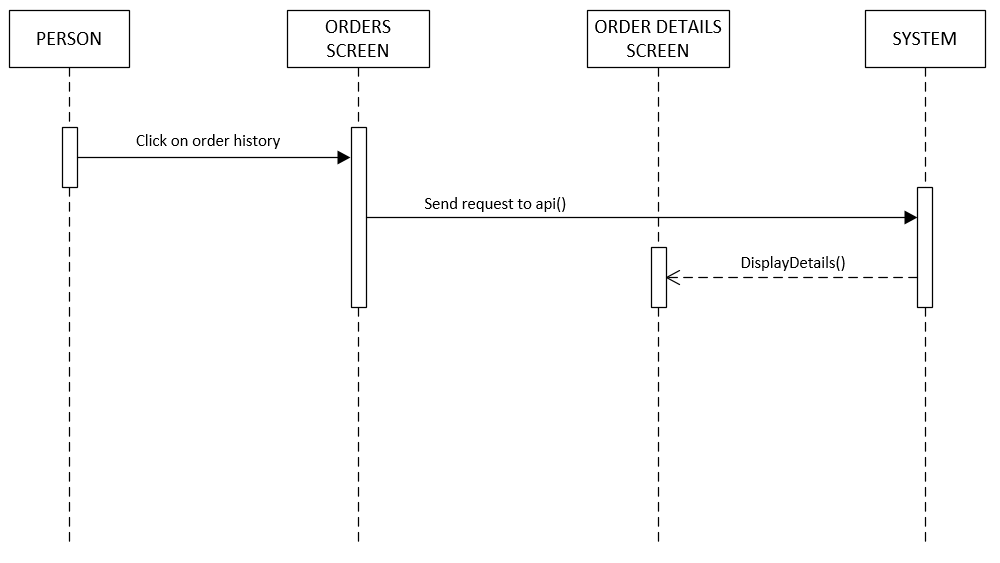 PERSON
ORDERS
SCREEN
ORDER DETAILS
SCREEN
SYSTEM
Click on order history
Send request to api()
DisplayDetails()